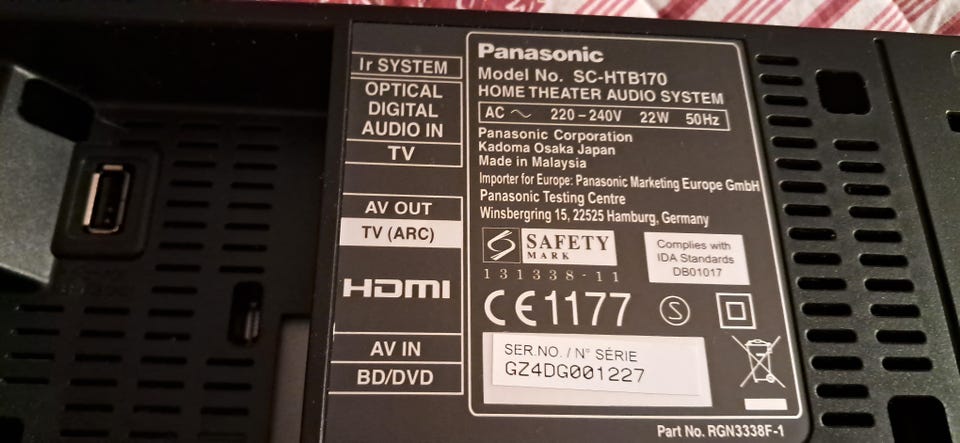 Ir SYSTEM
OPTICAL
DIGITAL
AUDIO IN
TV
AV OUT
TV (ARC)
HDMI
AV IN
BD/DVD
Panasonic
Model No. SC-HTB170
HOME THEATER AUDIO SYSTEM
AC ~ 220-240V 22W 50Hz
Panasonic Corporation
Kadoma Osaka Japan
Made in Malaysia
Importer for Europe: Panasonic Marketing Europe GmbH
Panasonic Testing Centre
Winsbergring 15, 22525 Hamburg, Germany
S SAFETY
MARK
131338-11
Complies with
IDA Standards
DB01017
CE1177 S
SER.NO. / N° SÉRIE
GZ4DG001227
Part No. RGN3338F-1